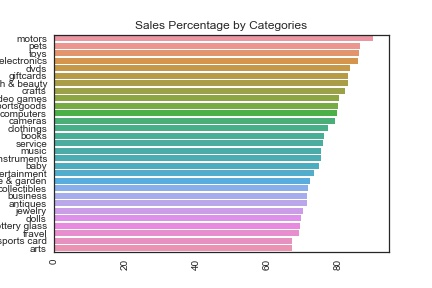 Sales Percentage by Categories
motors
pets
toys
electronics
dvds
giftcards
h & beauty
crafts
deo games
portsgoods
computers
cameras
clothings
books
service
music
nstruments
baby
ertainment
e & garden
collectibles
business
antiques
jewelry
dolls
ottery glass
travel
sports card
arts
0 20 40 60 80